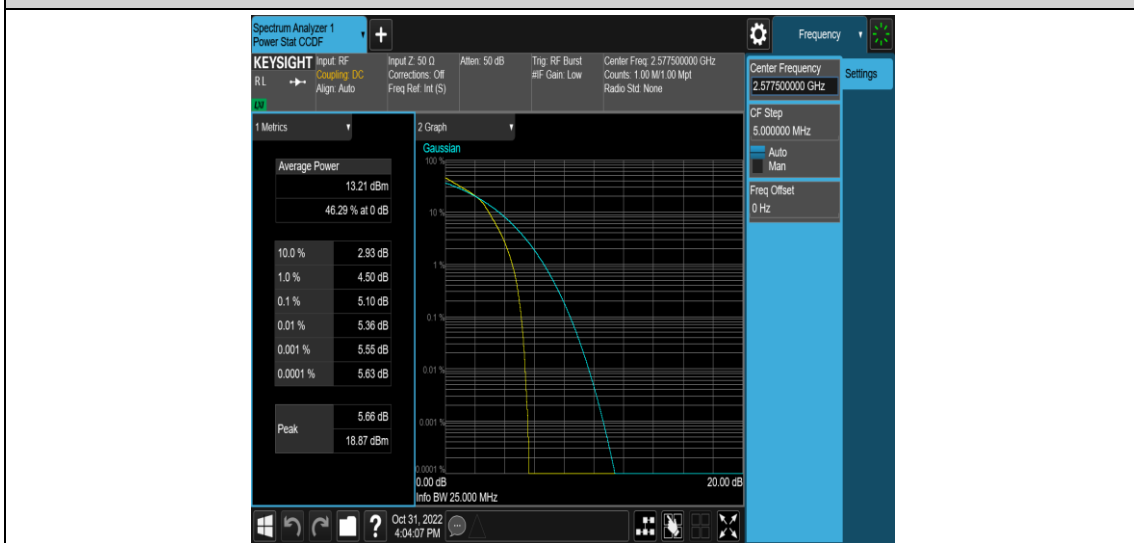 Spectrum Analyzer 1
Power Stat CCDF
+
Frequency
KEYSIGHT
RL
LXI
Input: RF
Coupling: DC
Align: Auto
Input Z: 50 Ω
Corrections: Off
Freq Ref: Int (S)
Atten: 50 dB
Trig: RF Burst
#IF Gain: Low
Center Freq: 2.577500000 GHz
Counts: 1.00 M/1.00 Mpt
Radio Std: None
Center Frequency
2.577500000 GHz
Settings
CF Step
5.000000 MHz
Auto
Man
Freq Offset
0 Hz
1 Metrics
Average Power
13.21 dBm
46.29 % at 0 dB
10.0 % 2.93 dB
1.0 % 4.50 dB
0.1 % 5.10 dB
0.01 % 5.36 dB
0.001 % 5.55 dB
0.0001 % 5.63 dB
Peak
5.66 dB
18.87 dBm
2 Graph
Gaussian
100 %
10 %
1 %
0.1 %
0.01 %
0.001 %
0.0001 %
0.00 dB 20.00 dB
Info BW 25.000 MHz
?
Oct 31, 2022
4:04:07 PM